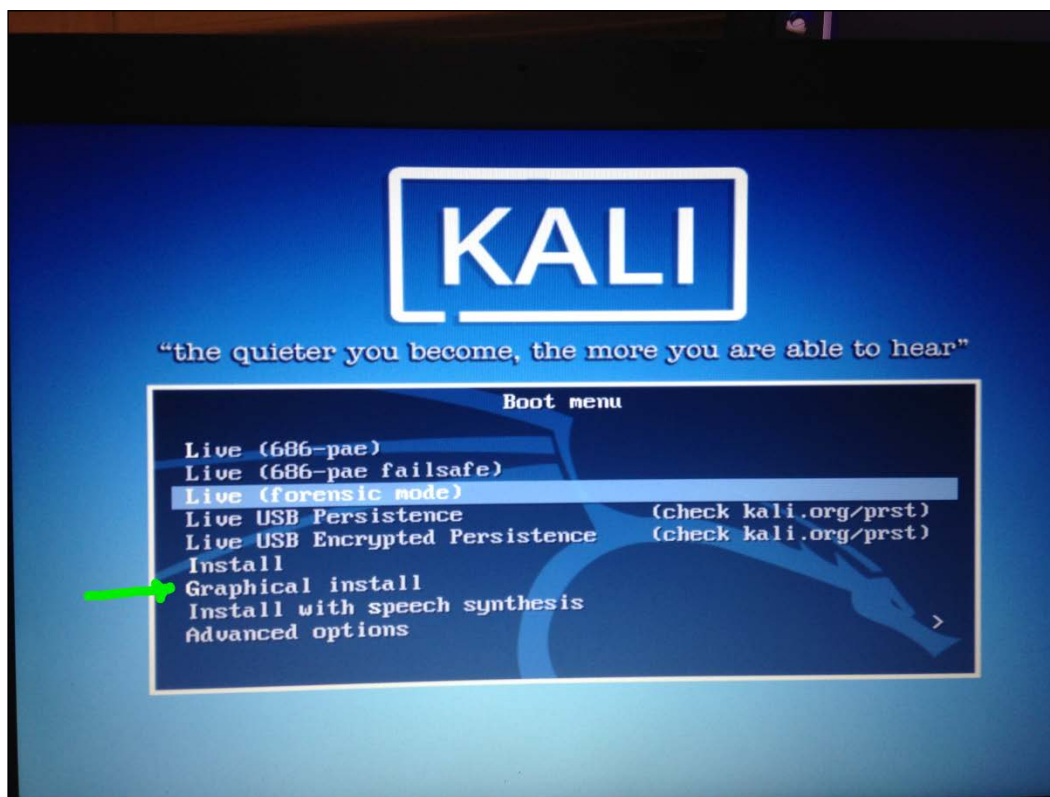 KALI
“the quieter you become, the more you are able to hear”
Boot menu
Live (686-pae)
Live (686-pae failsafe)
Live (forensic mode)
Live USB Persistence (check kali.org/prst)
Live USB Encrypted Persistence (check kali.org/prst)
Install
Graphical install
Install with speech synthesis
Advanced options >